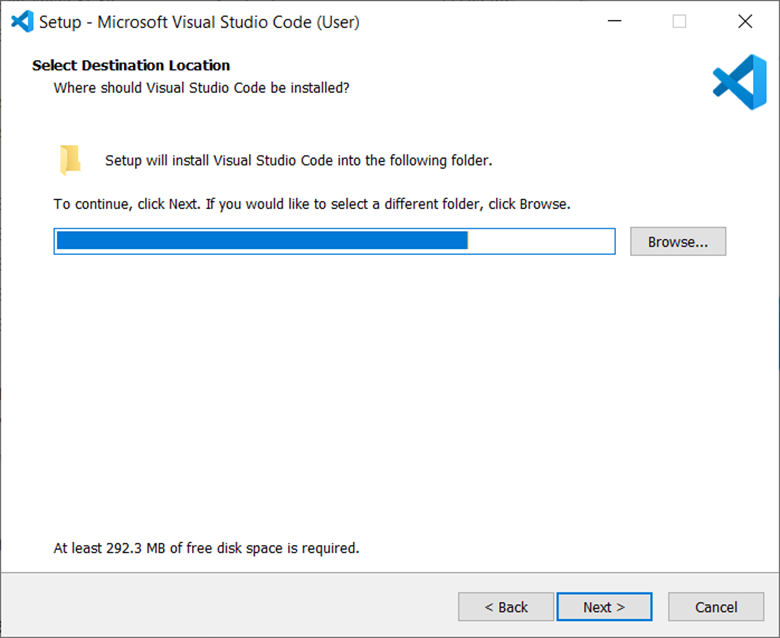 Setup - Microsoft Visual Studio Code (User)
Select Destination Location
Where should Visual Studio Code be installed?
Setup will install Visual Studio Code into the following folder.
To continue, click Next. If you would like to select a different folder, click Browse.
Browse...
At least 292.3 MB of free disk space is required.
< Back
Next >
Cancel